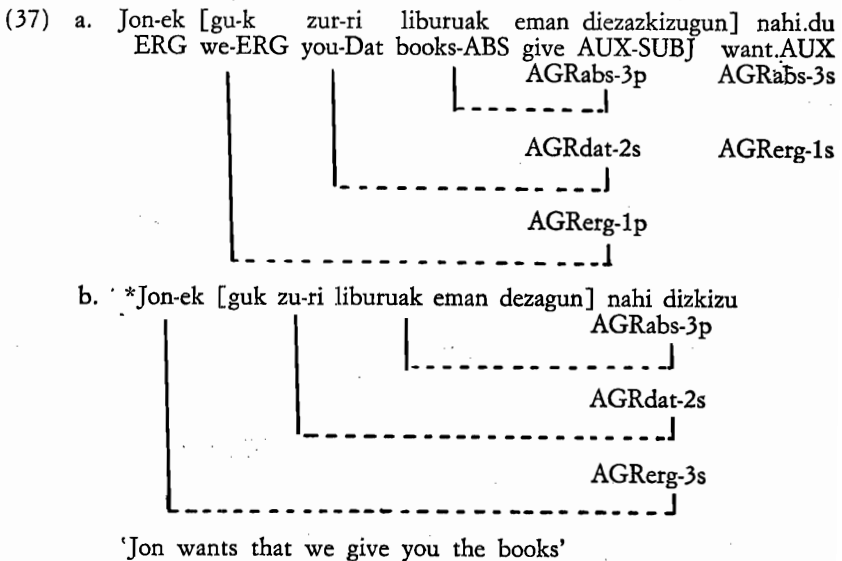 (37) a. Jon-ek [gu-k zur-ri liburuak eman diezazkizugun] nahi.du
ERG we-ERG you-Dat books-ABS give AUX-SUBJ want.AUX
AGRabs-3p AGRabs-3s
AGRdat-2s AGRerg-1s
AGRerg-1p
b. *Jon-ek [guk zu-ri liburuak eman dezagun] nahi dizkizu
AGRabs-3p
AGRdat-2s
AGRerg-3s
‘Jon wants that we give you the books’